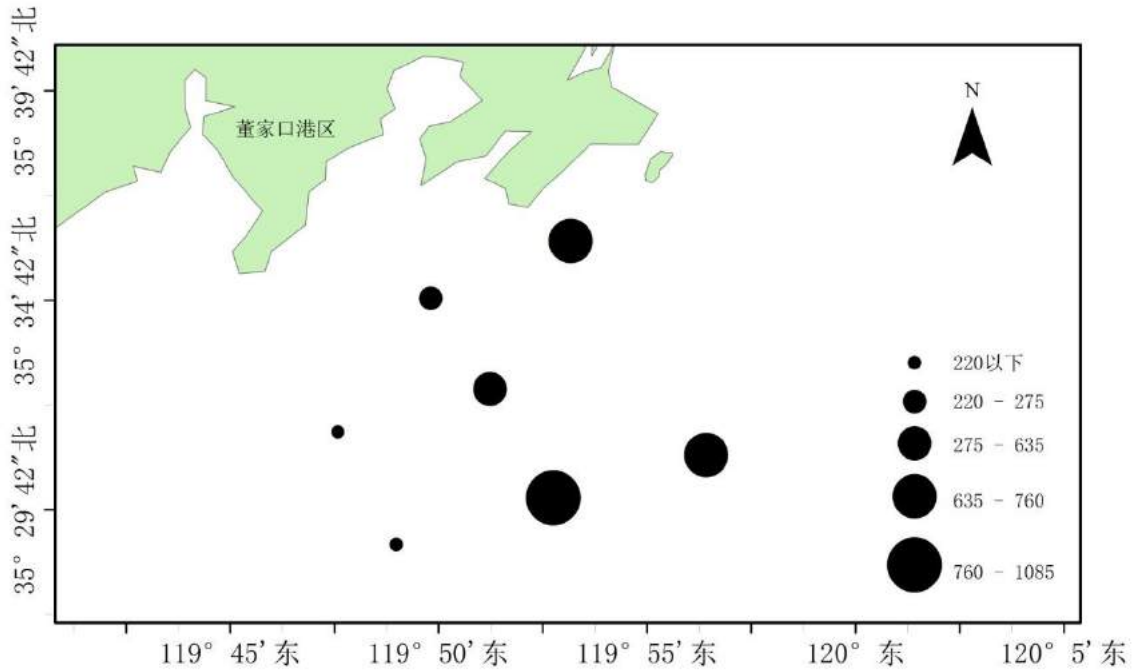 35° 39′ 42″北
35° 34′ 42″北
35° 29′ 42″北
董家口港区
N
220以下
220 - 275
275 - 635
635 - 760
760 - 1085
119° 45′东 119° 50′东 119° 55′东 120° 东 120° 5′东